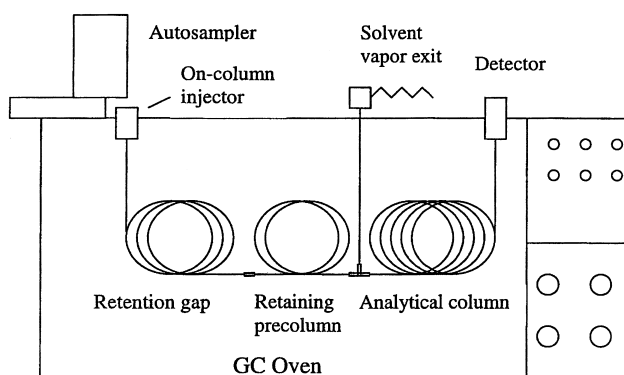 Autosampler
On-column
injector
Solvent
vapor exit
Detector
Retention gap
Retaining
precolumn
Analytical column
GC Oven